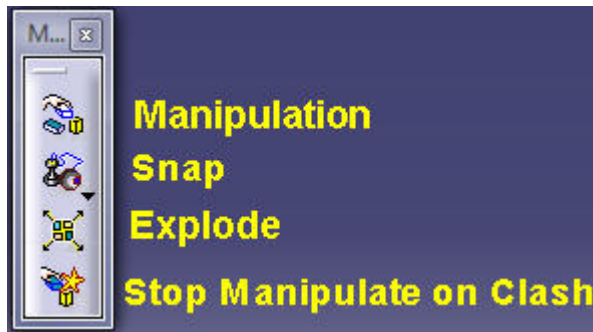 M...
Manipulation
Snap
Explode
Stop Manipulate on Clash